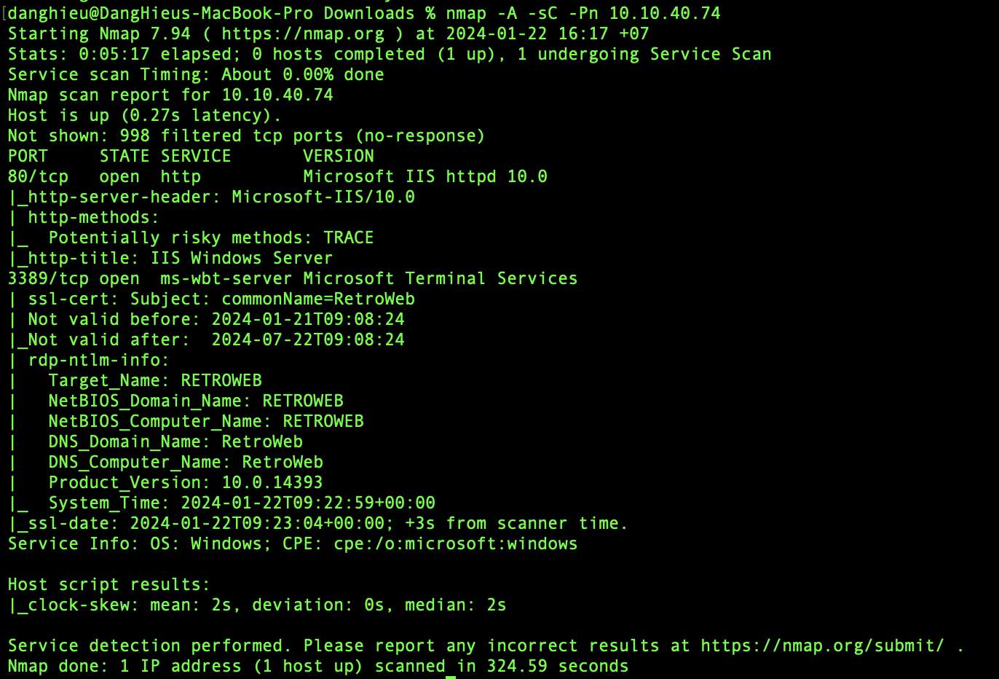 [danghieu@DangHieus-MacBook-Pro Downloads % nmap -A -sC -Pn 10.10.40.74
Starting Nmap 7.94 ( https://nmap.org ) at 2024-01-22 16:17 +07
Stats: 0:05:17 elapsed; 0 hosts completed (1 up), 1 undergoing Service Scan
Service scan Timing: About 0.00% done
Nmap scan report for 10.10.40.74
Host is up (0.27s latency).
Not shown: 998 filtered tcp ports (no-response)
PORT     STATE SERVICE       VERSION
80/tcp   open  http          Microsoft IIS httpd 10.0
|_http-server-header: Microsoft-IIS/10.0
| http-methods:
|_  Potentially risky methods: TRACE
|_http-title: IIS Windows Server
3389/tcp open  ms-wbt-server Microsoft Terminal Services
| ssl-cert: Subject: commonName=RetroWeb
| Not valid before: 2024-01-21T09:08:24
|_Not valid after:  2024-07-22T09:08:24
| rdp-ntlm-info:
|   Target_Name: RETROWEB
|   NetBIOS_Domain_Name: RETROWEB
|   NetBIOS_Computer_Name: RETROWEB
|   DNS_Domain_Name: RetroWeb
|   DNS_Computer_Name: RetroWeb
|   Product_Version: 10.0.14393
|_  System_Time: 2024-01-22T09:22:59+00:00
|_ssl-date: 2024-01-22T09:23:04+00:00; +3s from scanner time.
Service Info: OS: Windows; CPE: cpe:/o:microsoft:windows

Host script results:
|_clock-skew: mean: 2s, deviation: 0s, median: 2s

Service detection performed. Please report any incorrect results at https://nmap.org/submit/ .
Nmap done: 1 IP address (1 host up) scanned in 324.59 seconds